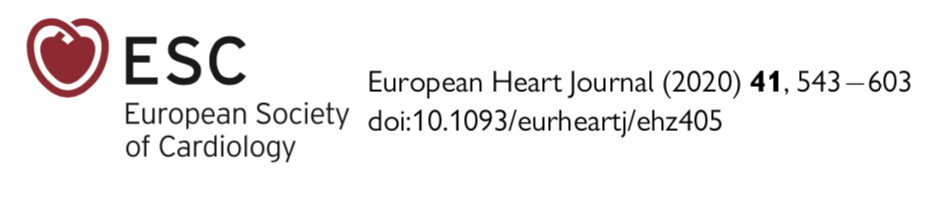 ESC
European Society
of Cardiology
European Heart Journal (2020) 41, 543–603
doi:10.1093/eurheartj/ehz405